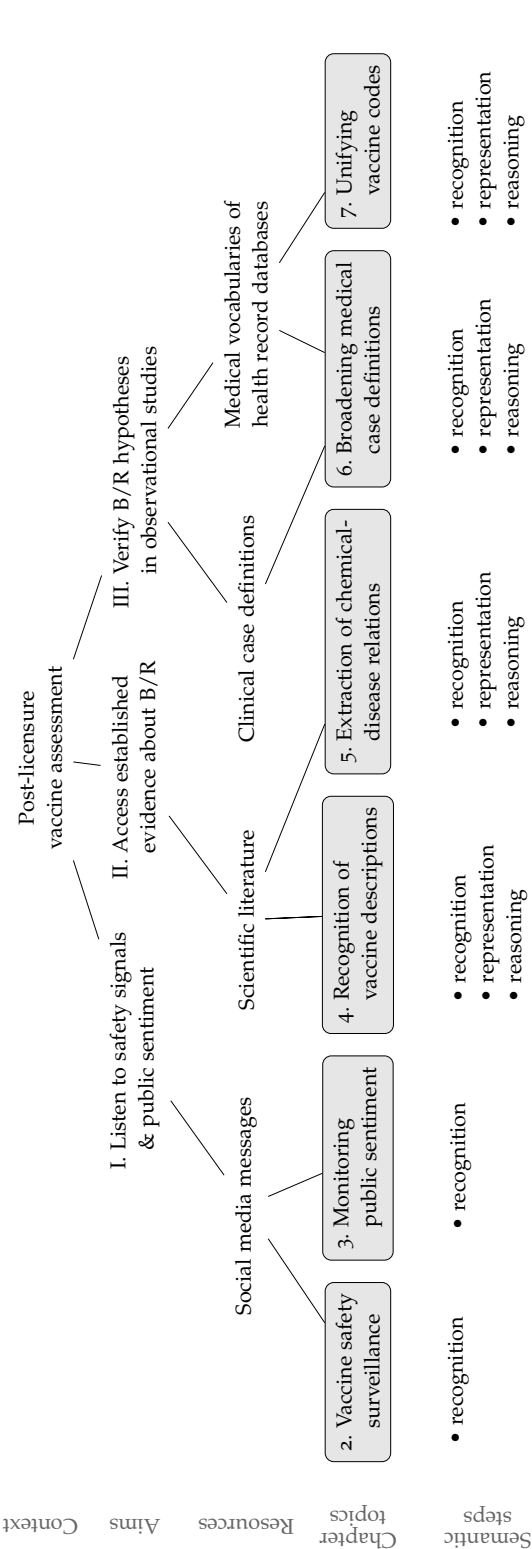 Context
Post-licensure
vaccine assessment
Aims
I. Listen to safety signals
& public sentiment
II. Access established
evidence about B/R
III. Verify B/R hypotheses
in observational studies
Resources
Social media messages
Scientific literature
Clinical case definitions
Medical vocabularies of
health record databases
Chapter
topics
2. Vaccine safety
surveillance
3. Monitoring
public sentiment
4. Recognition of
vaccine descriptions
5. Extraction of chemical-
disease relations
6. Broadening medical
case definitions
7. Unifying
vaccine codes
Semantic
steps
• recognition
• recognition
• recognition
• representation
• reasoning
• recognition
• representation
• reasoning
• recognition
• representation
• reasoning
• recognition
• representation
• reasoning